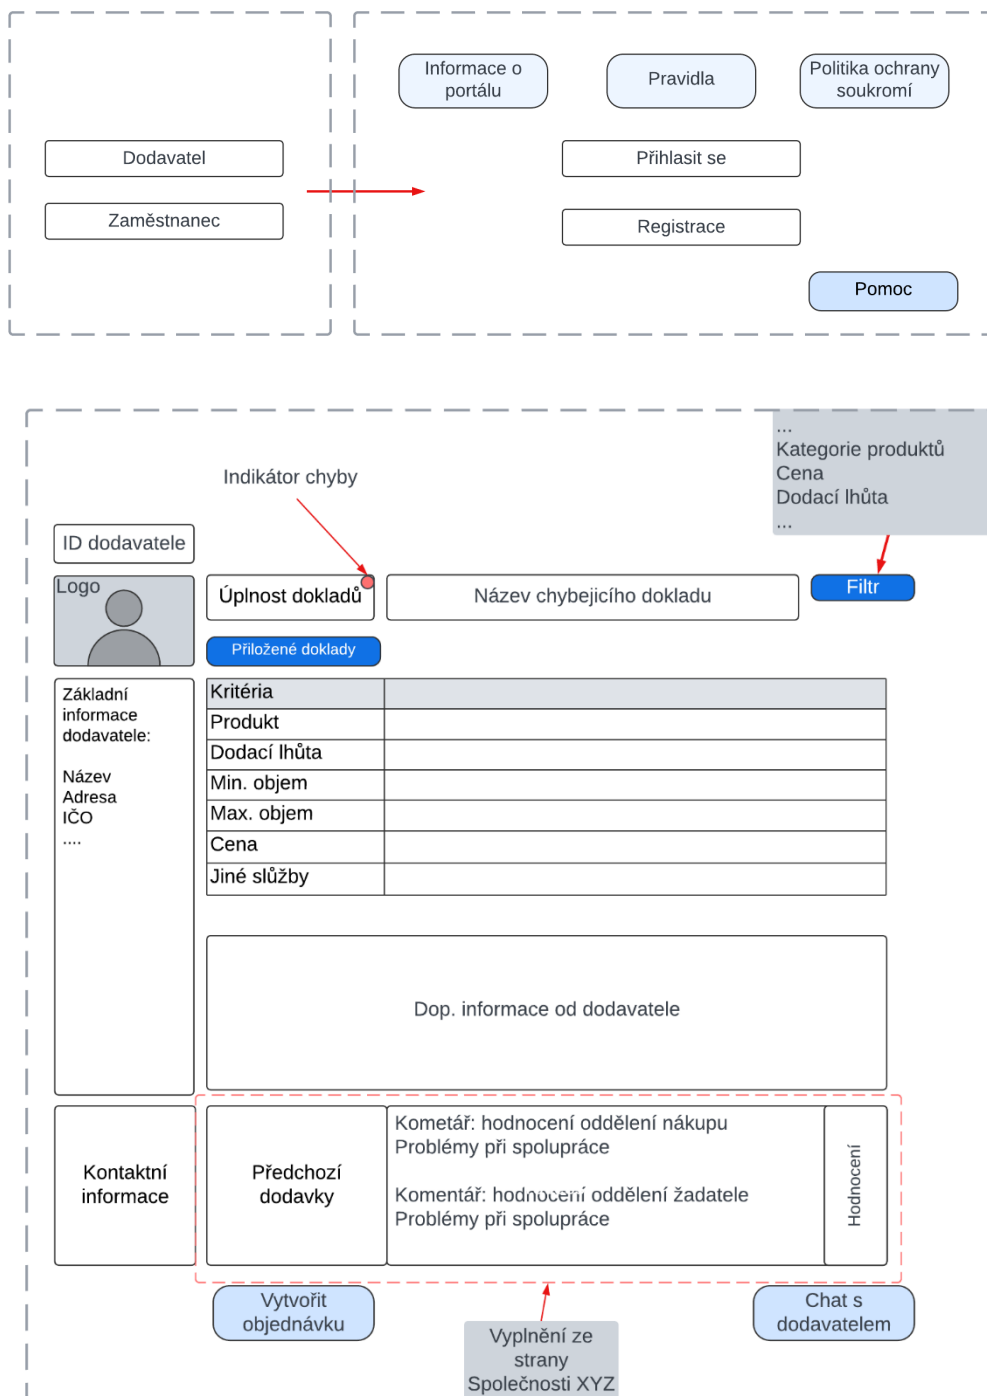 Informace o
portálu
Pravidla
Politika ochrany
soukromí
Dodavatel
Zaměstnanec
Přihlasit se
Registrace
Pomoc
...
Kategorie produktů
Cena
Dodací lhůta
...
Indikátor chyby
ID dodavatele
Logo
Úplnost dokladů
Název chybejicího dokladu
Filtr
Přiložené doklady
Základní
informace
dodavatele:
Název
Adresa
IČO
....
Kritéria
Produkt
Dodací lhůta
Min. objem
Max. objem
Cena
Jiné slůžby
Dop. informace od dodavatele
Kontaktní
informace
Předchozí
dodavky
Kometář: hodnocení oddělení nákupu
Problémy při spolupráce
Komentář: hodnocení oddělení žadatele
Problémy při spolupráce
Hodnocení
Vytvořit
objednávku
Vyplnění ze
strany
Společnosti XYZ
Chat s
dodavatelem